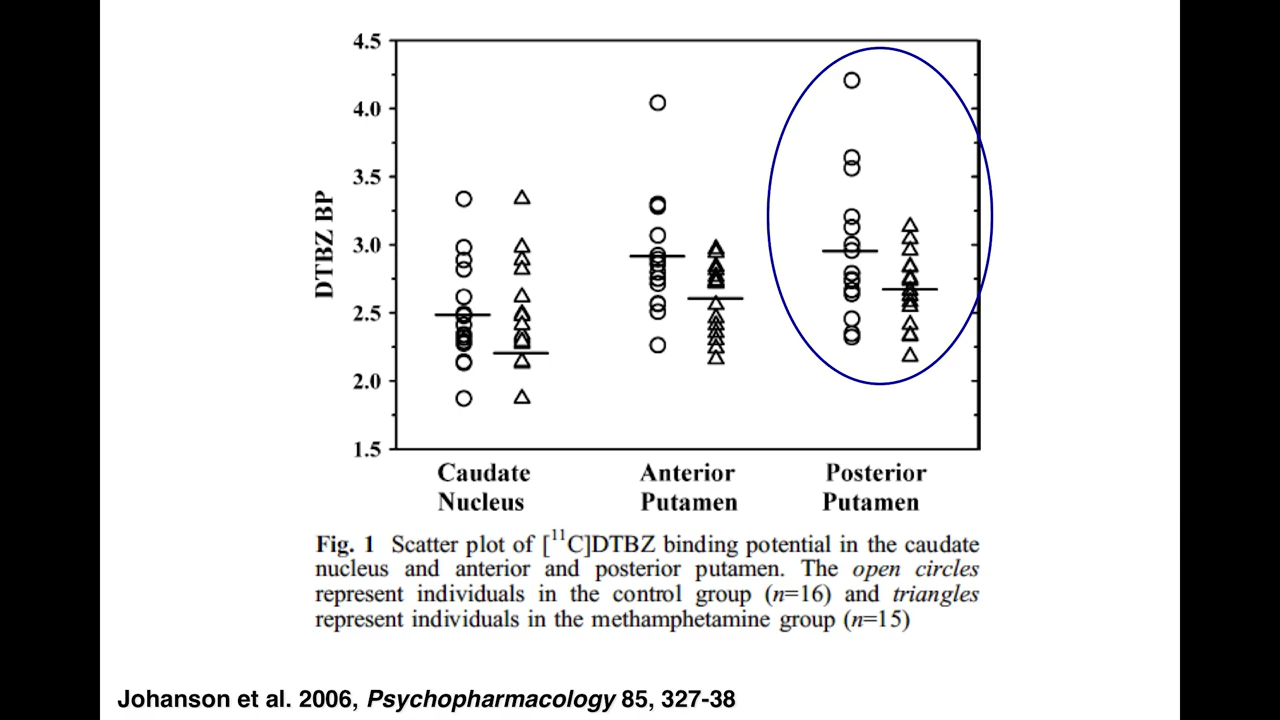 4.5
4.0
3.5
3.0
2.5
2.0
1.5
DTBZ BP
Caudate Nucleus
Anterior Putamen
Posterior Putamen
Fig. 1 Scatter plot of [11C]DTBZ binding potential in the caudate
nucleus and anterior and posterior putamen. The open circles
represent individuals in the control group (n=16) and triangles
represent individuals in the methamphetamine group (n=15)
Johanson et al. 2006, Psychopharmacology 85, 327-38